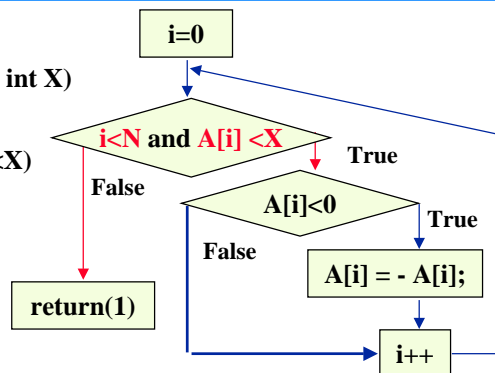 i=0
int X)
i<N and A[i] <X
<X)
True
False
A[i]<0
True
False
A[i] = - A[i];
return(1)
i++